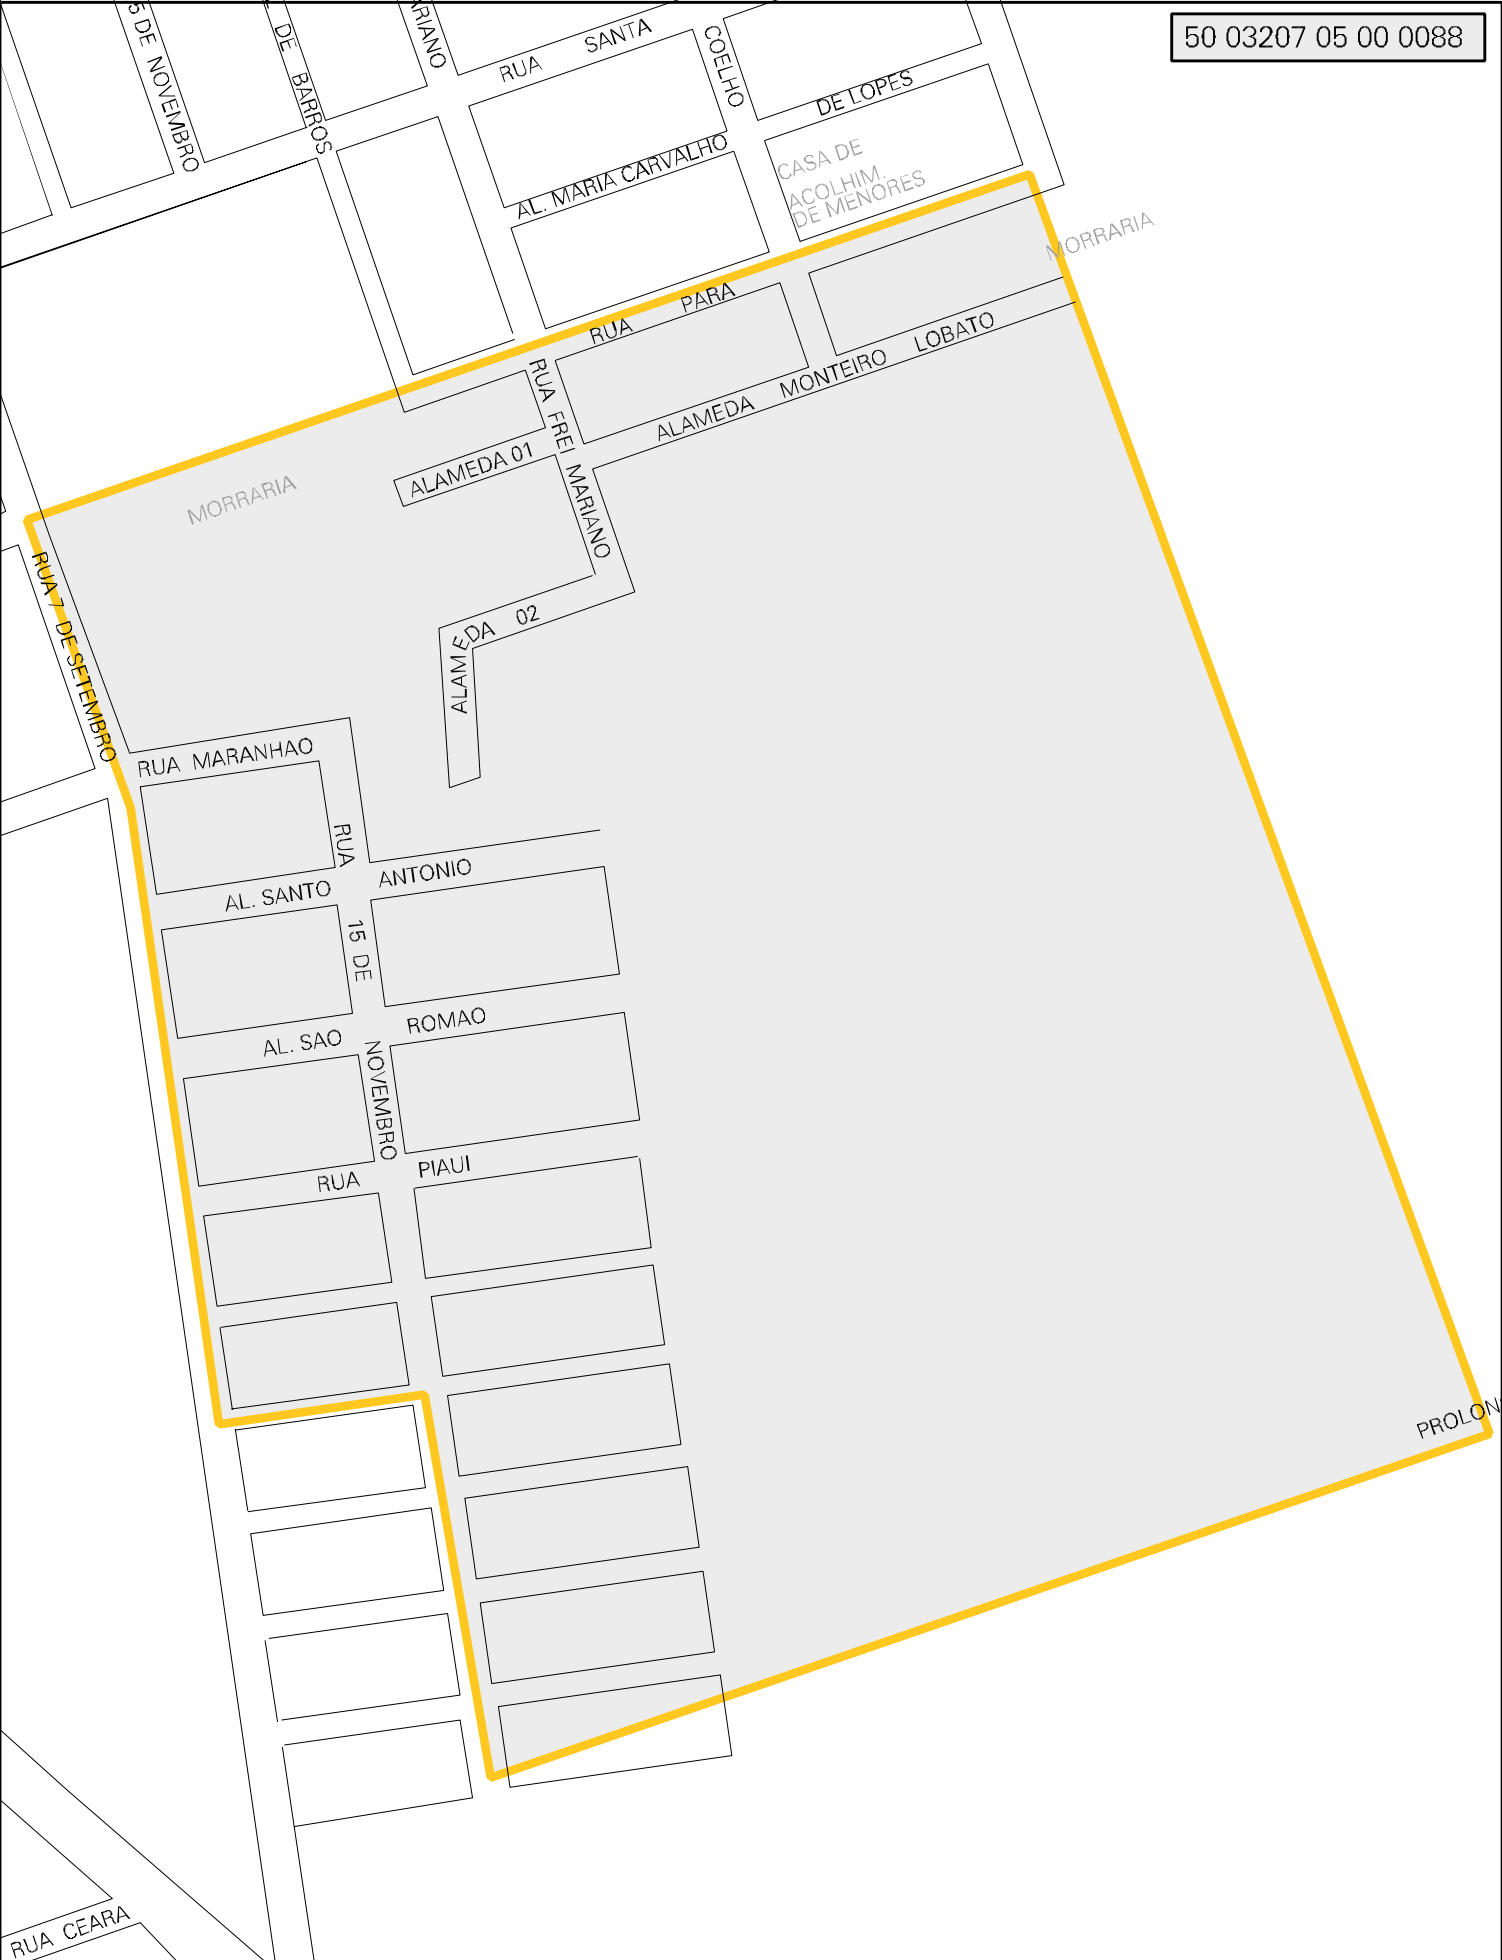 50 03207 05 00 0088
5 DE NOVEMBRO
DE BARROS
ARIANO
RUA SANTA
COELHO
DE LOPES
AL. MARIA CARVALHO
CASA DE
ACOLHIM.
DE MENORES
MORRARIA
RUA PARA
RUA FREI MARIANO
ALAMEDA MONTEIRO LOBATO
ALAMEDA 01
MORRARIA
RUA 7 DE SETEMBRO
ALAMEDA 02
RUA MARANHAO
RUA 15 DE NOVEMBRO
AL. SANTO ANTONIO
AL. SAO ROMAO
RUA PIAUI
PROLON
RUA CEARA